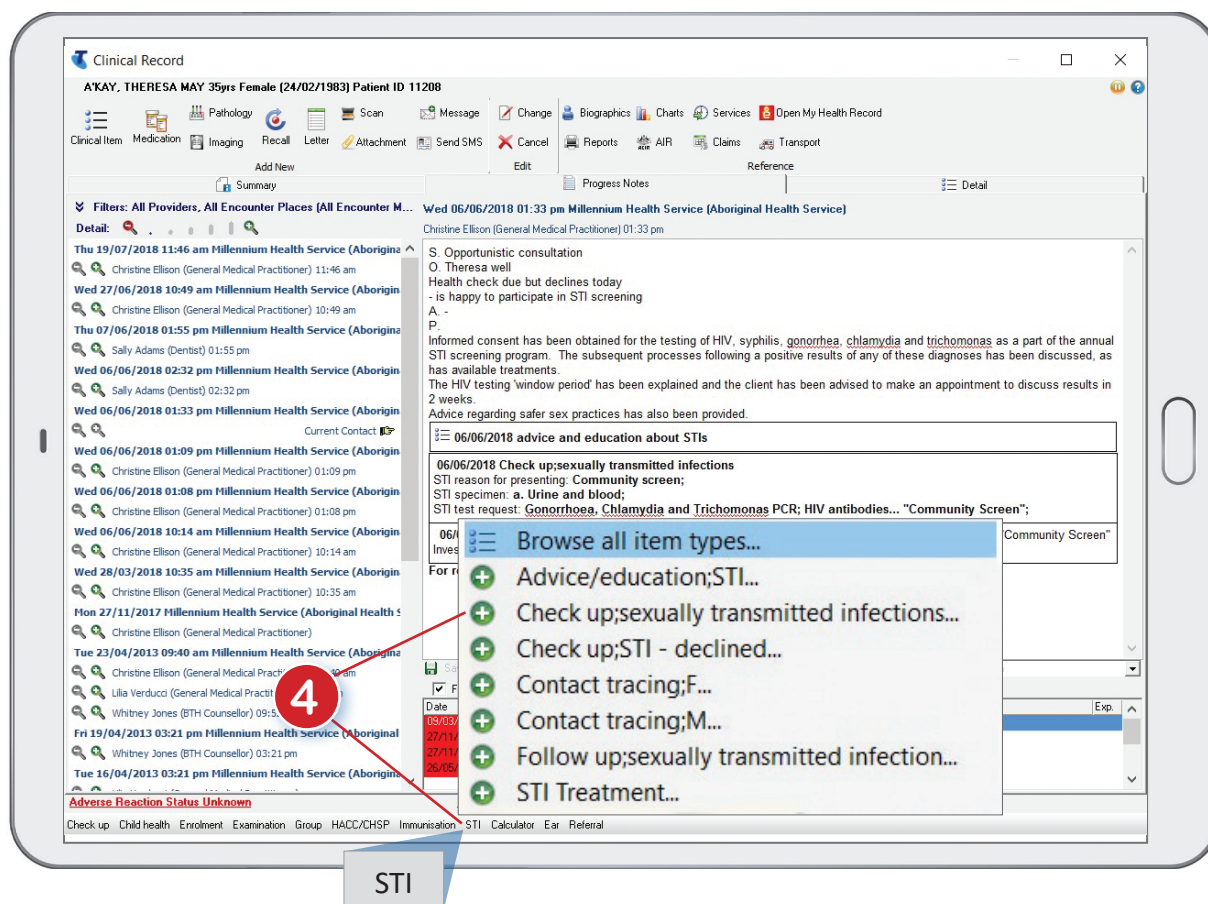 Clinical Record
A'KAY, THERESA MAY 35yrs Female (24/02/1983) Patient ID 11208
Clinical Item Medication Pathology Imaging Recall Letter Scan Attachment Message Send SMS Change Cancel Biographics Reports Charts AIR Services Claims Open My Health Record Transport
Add New Edit Reference
Summary Progress Notes Detail
Filters: All Providers, All Encounter Places (All Encounter M...
Detail:
Thu 19/07/2018 11:46 am Millennium Health Service (Aborigina
Christine Ellison (General Medical Practitioner) 11:46 am
Wed 27/06/2018 10:49 am Millennium Health Service (Aborigin
Christine Ellison (General Medical Practitioner) 10:49 am
Thu 07/06/2018 01:55 pm Millennium Health Service (Aborigina
Sally Adams (Dentist) 01:55 pm
Wed 06/06/2018 02:32 pm Millennium Health Service (Aborigin
Sally Adams (Dentist) 02:32 pm
Wed 06/06/2018 01:33 pm Millennium Health Service (Aborigin
Current Contact
Wed 06/06/2018 01:09 pm Millennium Health Service (Aborigin
Christine Ellison (General Medical Practitioner) 01:09 pm
Wed 06/06/2018 01:08 pm Millennium Health Service (Aborigin
Christine Ellison (General Medical Practitioner) 01:08 pm
Wed 06/06/2018 10:14 am Millennium Health Service (Aborigin
Christine Ellison (General Medical Practitioner) 10:14 am
Wed 28/03/2018 10:35 am Millennium Health Service (Aborigin
Christine Ellison (General Medical Practitioner) 10:35 am
Mon 27/11/2017 Millennium Health Service (Aboriginal Health S
Christine Ellison (General Medical Practitioner)
Tue 23/04/2013 09:40 am Millennium Health Service (Aborigina
Christine Ellison (General Medical Pract am
Lilia Verducci (General Medical Practit
Whitney Jones (BTH Counsellor) 09:5
Fri 19/04/2013 03:21 pm Millennium Health Service (Aboriginal
Whitney Jones (BTH Counsellor) 03:21 pm
Tue 16/04/2013 03:21 pm Millennium Health Service (Aborigina
Wed 06/06/2018 01:33 pm Millennium Health Service (Aboriginal Health Service)
Christine Ellison (General Medical Practitioner) 01:33 pm
S. Opportunistic consultation
O. Theresa well
Health check due but declines today
- is happy to participate in STI screening
A. -
P.
Informed consent has been obtained for the testing of HIV, syphilis, gonorrhea, chlamydia and trichomonas as a part of the annual
STI screening program. The subsequent processes following a positive results of any of these diagnoses has been discussed, as
has available treatments.
The HIV testing 'window period' has been explained and the client has been advised to make an appointment to discuss results in
2 weeks.
Advice regarding safer sex practices has also been provided.
06/06/2018 advice and education about STIs
06/06/2018 Check up;sexually transmitted infections
STI reason for presenting: Community screen;
STI specimen: a. Urine and blood;
STI test request: Gonorrhoea, Chlamydia and Trichomonas PCR; HIV antibodies... "Community Screen";
06/ Community Screen"
Inves
For r
Browse all item types...
Advice/education;STI...
Check up;sexually transmitted infections...
Check up;STI - declined...
Contact tracing;F...
Contact tracing;M...
Follow up;sexually transmitted infection...
STI Treatment...
4
Date Exp.
09/03/
27/11/
27/11/
26/05/
Adverse Reaction Status Unknown
Check up Child health Enrolment Examination Group HACC/CHSP Immunisation STI Calculator Ear Referral
STI